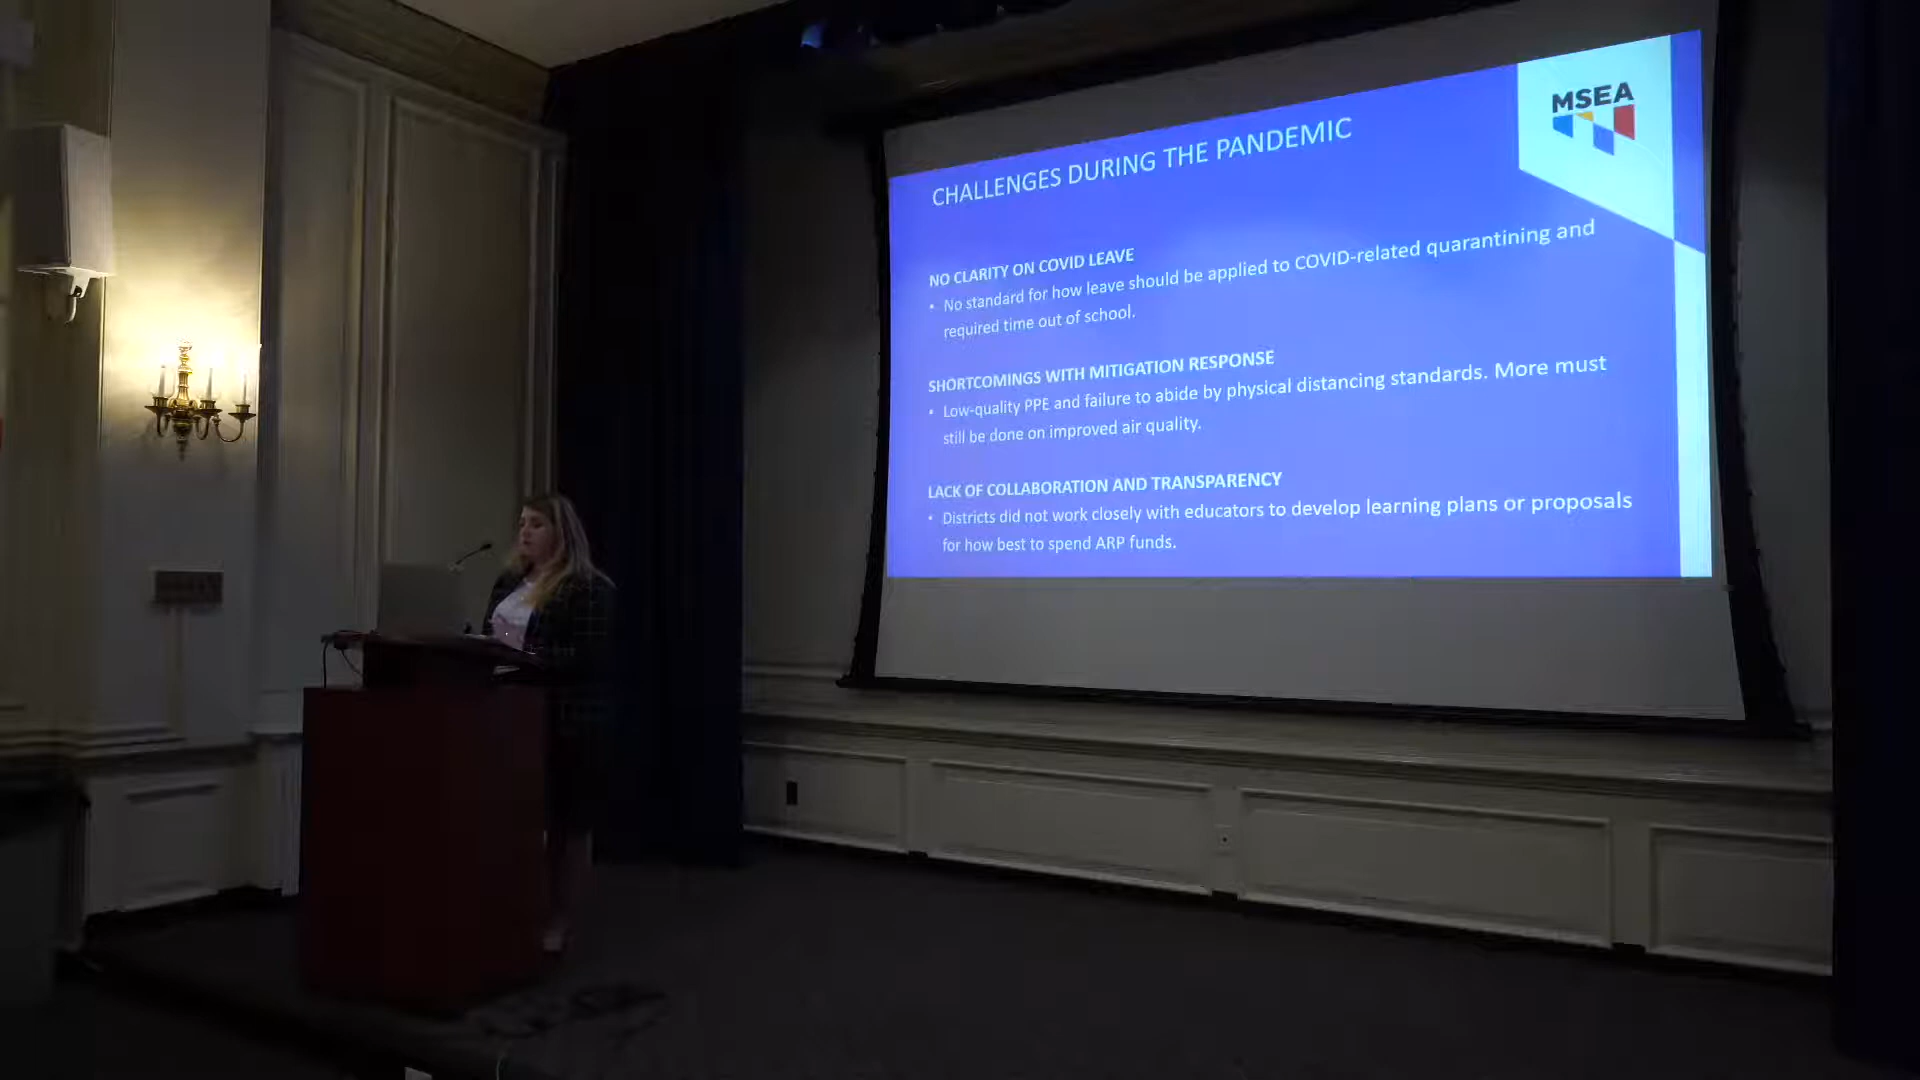 MSEA
CHALLENGES DURING THE PANDEMIC
NO CLARITY ON COVID LEAVE
• No standard for how leave should be applied to COVID-related quarantining and
required time out of school.
SHORTCOMINGS WITH MITIGATION RESPONSE
• Low-quality PPE and failure to abide by physical distancing standards. More must
still be done on improved air quality.
LACK OF COLLABORATION AND TRANSPARENCY
• Districts did not work closely with educators to develop learning plans or proposals
for how best to spend ARP funds.